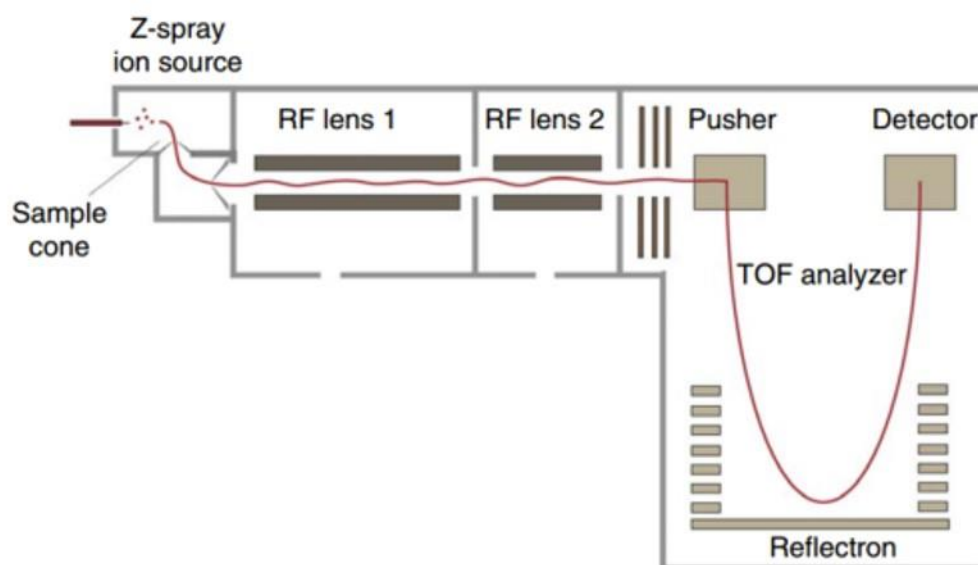 Z-spray
ion source
RF lens 1
RF lens 2
Pusher
Detector
Sample
cone
TOF analyzer
Reflectron